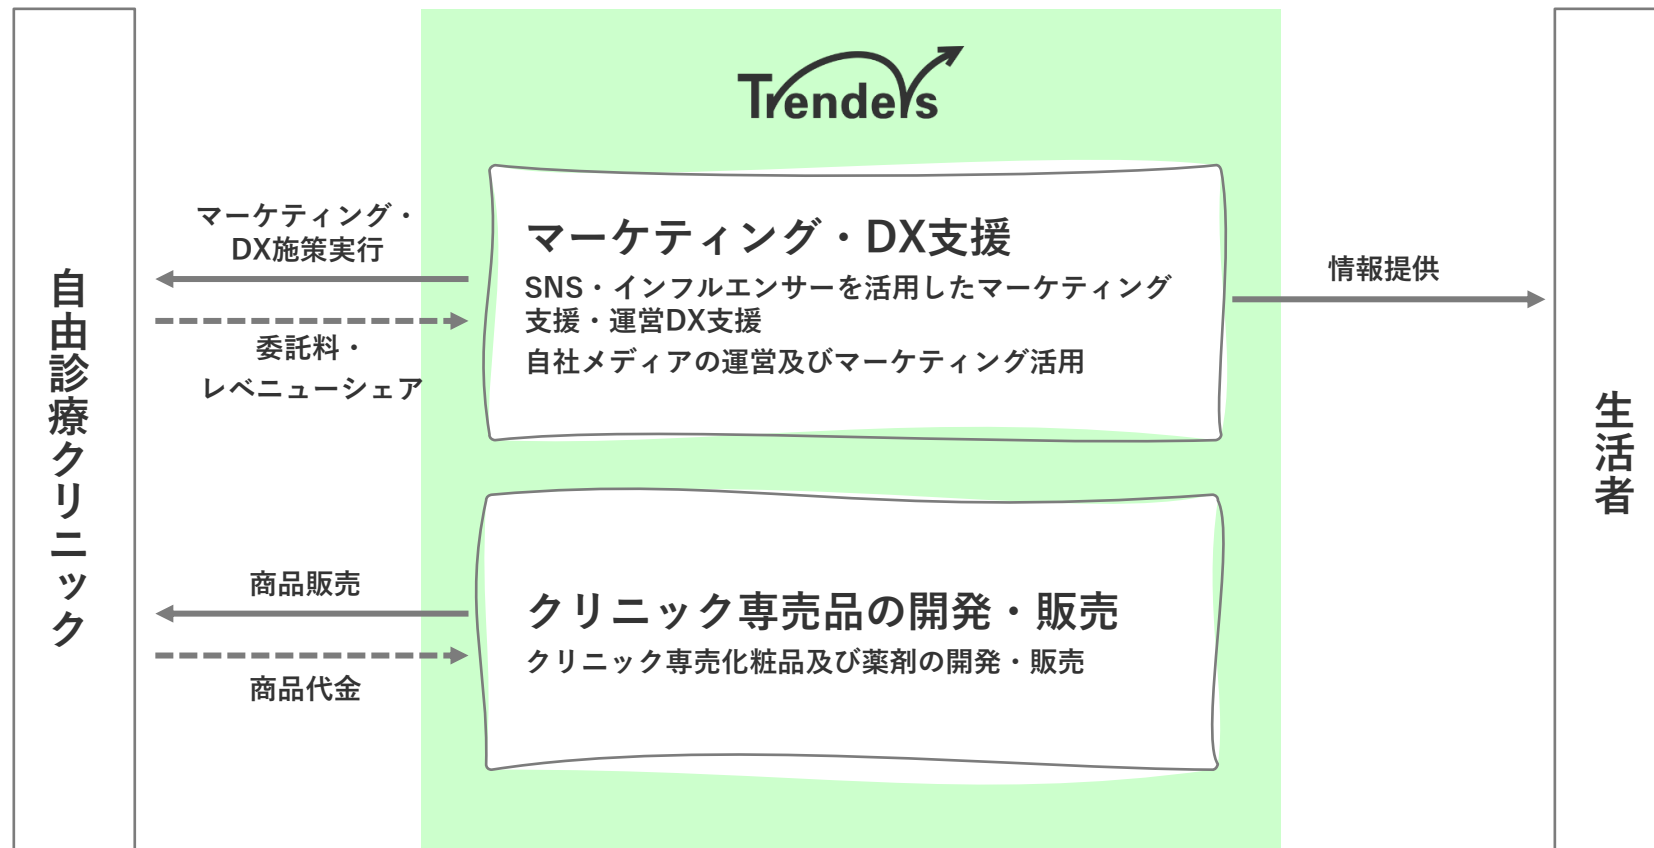 Trenders
自由診療クリニック
マーケティング・
DX施策実行
委託料・
レベニューシェア
マーケティング・DX支援
SNS・インフルエンサーを活用したマーケティング
支援・運営DX支援
自社メディアの運営及びマーケティング活用
情報提供
生活者
商品販売
商品代金
クリニック専売品の開発・販売
クリニック専売化粧品及び薬剤の開発・販売